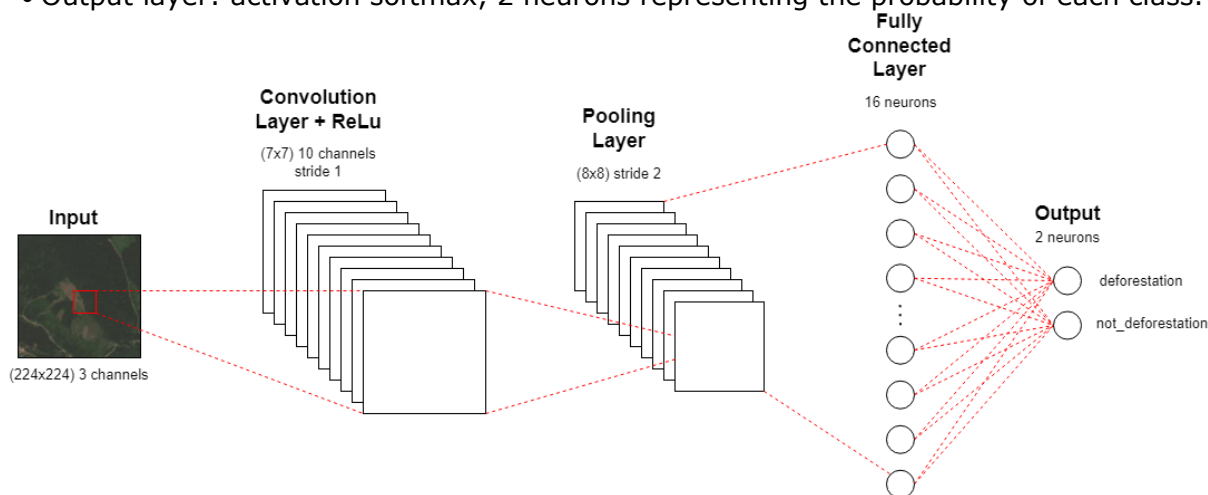 • Output layer: activation softmax, 2 neurons representing the probability of each class.
Fully
Connected
Layer
16 neurons
Convolution
Layer + ReLu
(7x7) 10 channels
stride 1
Pooling
Layer
(8x8) stride 2
Input
(224x224) 3 channels
Output
2 neurons
deforestation
not_deforestation